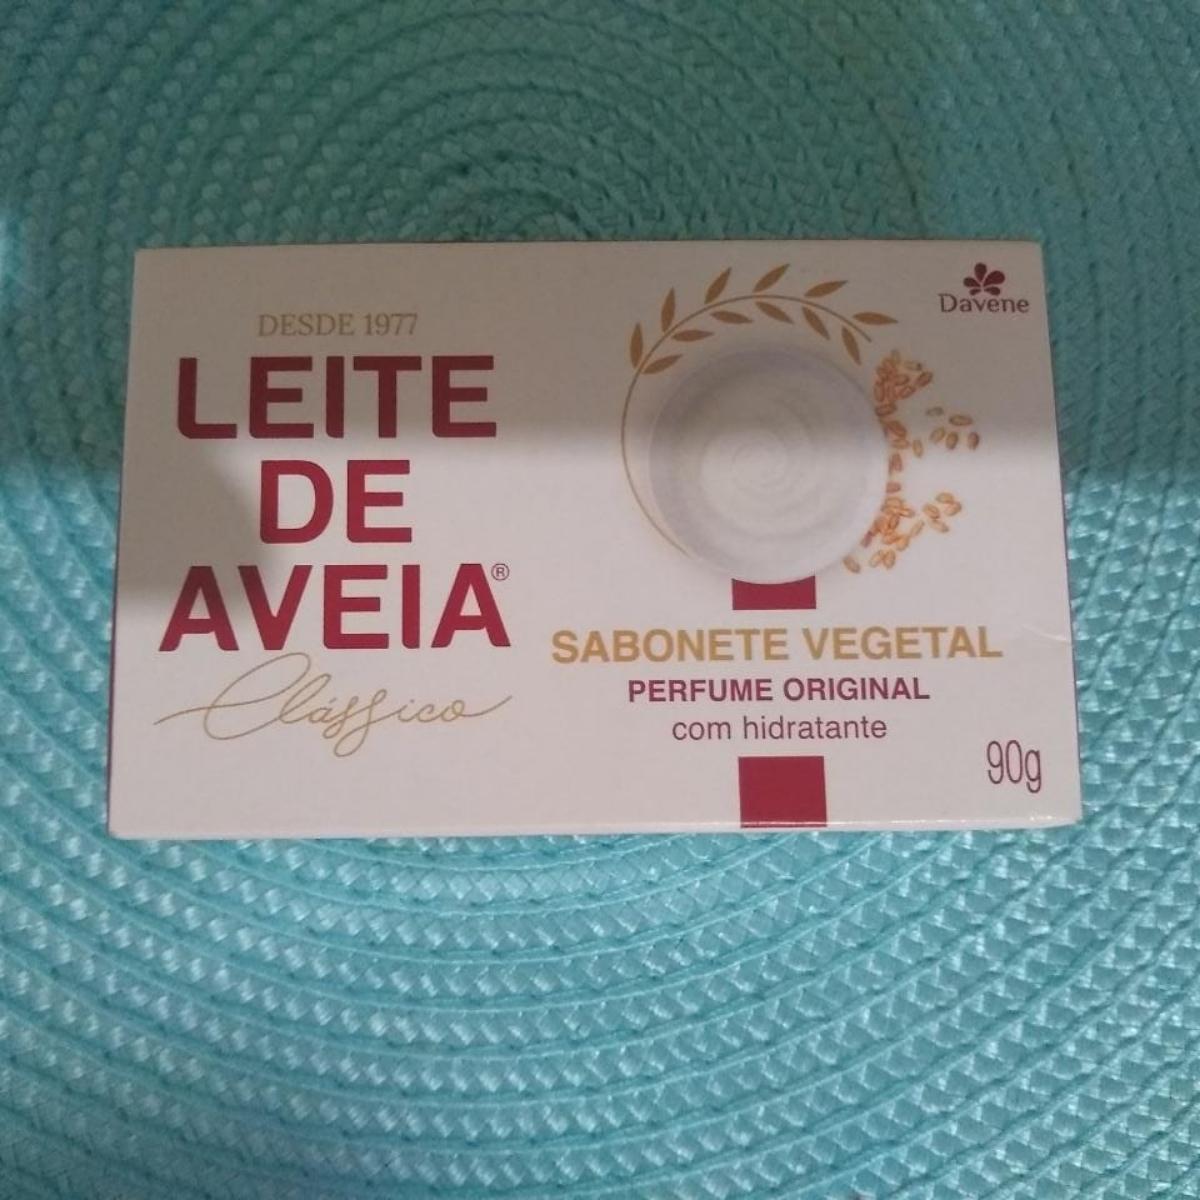 DESDE 1977
LEITE
DE
AVEIA®
Clássico
Davene
SABONETE VEGETAL
PERFUME ORIGINAL
com hidratante
90g